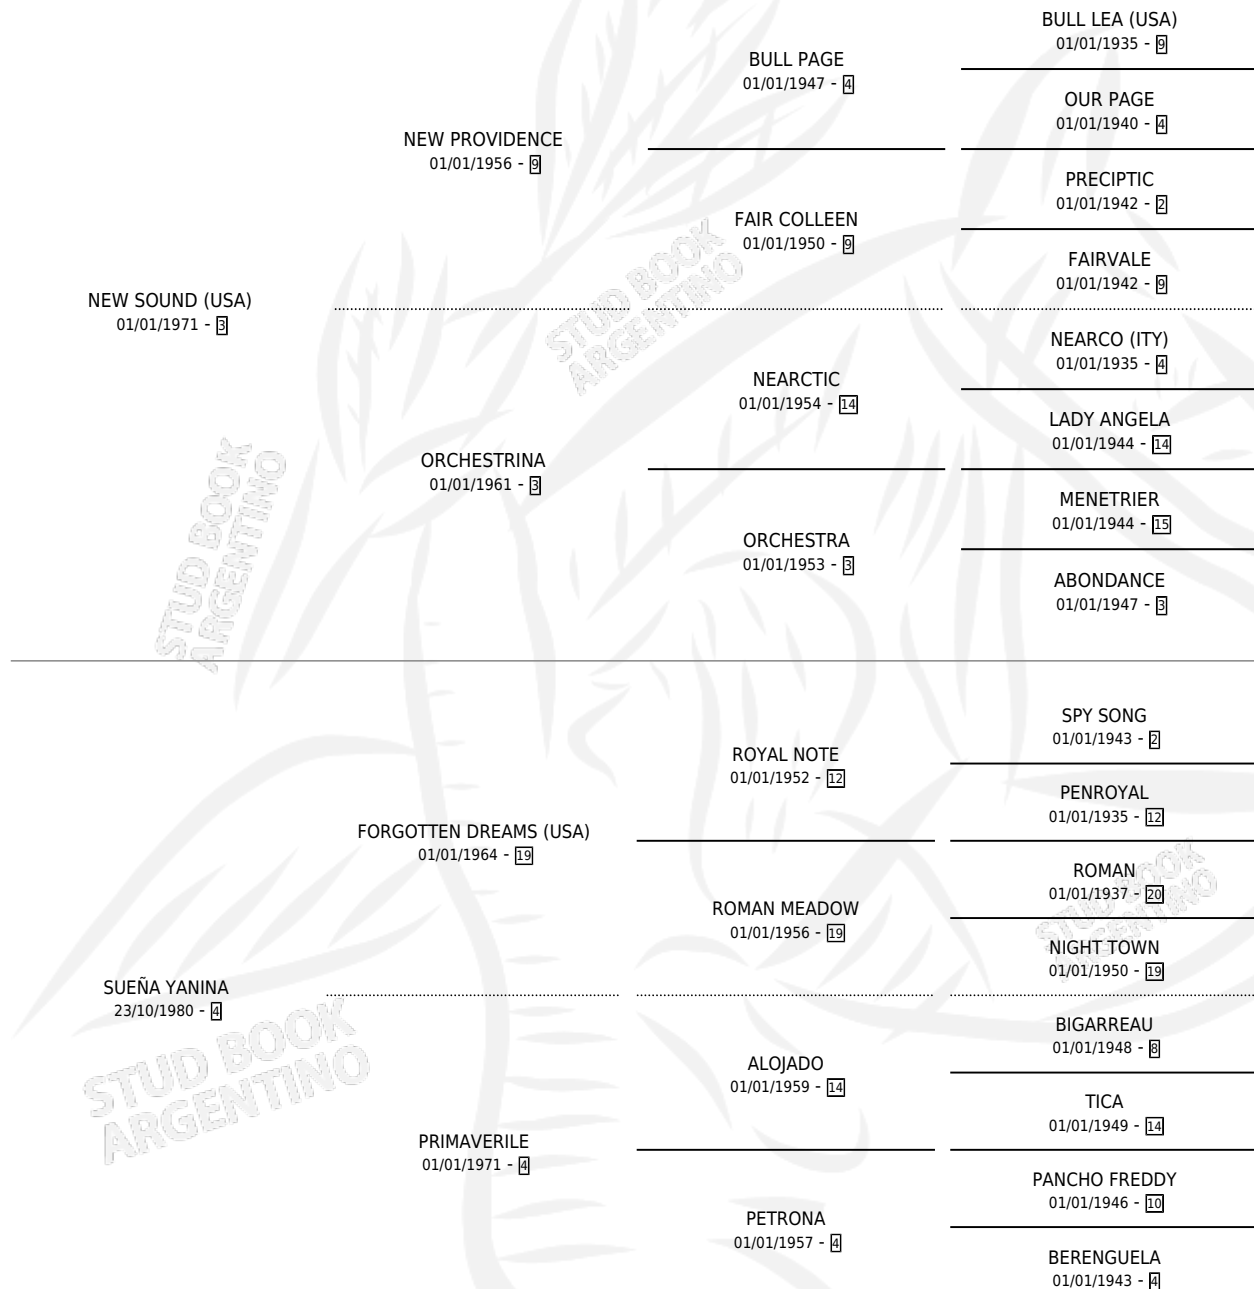 BULL LEA (USA)
01/01/1935 - 9
BULL PAGE
01/01/1947 - 4
OUR PAGE
01/01/1940 - 4
NEW PROVIDENCE
01/01/1956 - 9
PRECIPTIC
01/01/1942 - 2
FAIR COLLEEN
01/01/1950 - 9
FAIRVALE
01/01/1942 - 9
STUD BOOK
ARGENTINO
NEW SOUND (USA)
01/01/1971 - 3
NEARCO (ITY)
01/01/1935 - 4
NEARCTIC
01/01/1954 - 14
LADY ANGELA
01/01/1944 - 14
ORCHESTRINA
01/01/1961 - 3
MENETRIER
01/01/1944 - 15
ORCHESTRA
01/01/1953 - 3
ABONDANCE
01/01/1947 - 3
STUD BOOK
ARGENTINO
SPY SONG
01/01/1943 - 2
ROYAL NOTE
01/01/1952 - 12
PENROYAL
01/01/1935 - 12
FORGOTTEN DREAMS (USA)
01/01/1964 - 19
ROMAN
01/01/1937 - 20
ROMAN MEADOW
01/01/1956 - 19
NIGHT TOWN
01/01/1950 - 19
STUD BOOK
ARGENTINO
SUEÑA YANINA
23/10/1980 - 4
BIGARREAU
01/01/1948 - 8
ALOJADO
01/01/1959 - 14
TICA
01/01/1949 - 14
STUD BOOK
ARGENTINO
PRIMAVERILE
01/01/1971 - 4
PANCHO FREDDY
01/01/1946 - 10
PETRONA
01/01/1957 - 4
BERENGUELA
01/01/1943 - 4